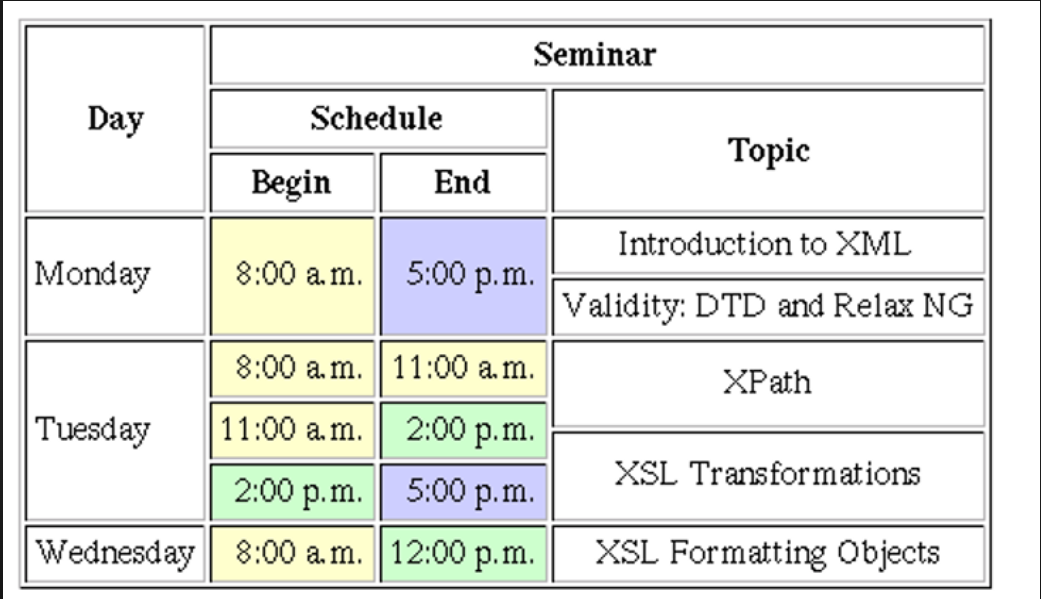 Seminar
Day
Schedule
Topic
Begin End
Monday 8:00 a.m. 5:00 p.m. Introduction to XML
Validity: DTD and Relax NG
Tuesday 8:00 a.m. 11:00 a.m. XPath
11:00 a.m. 2:00 p.m.
XSL Transformations
2:00 p.m. 5:00 p.m.
Wednesday 8:00 a.m. 12:00 p.m. XSL Formatting Objects